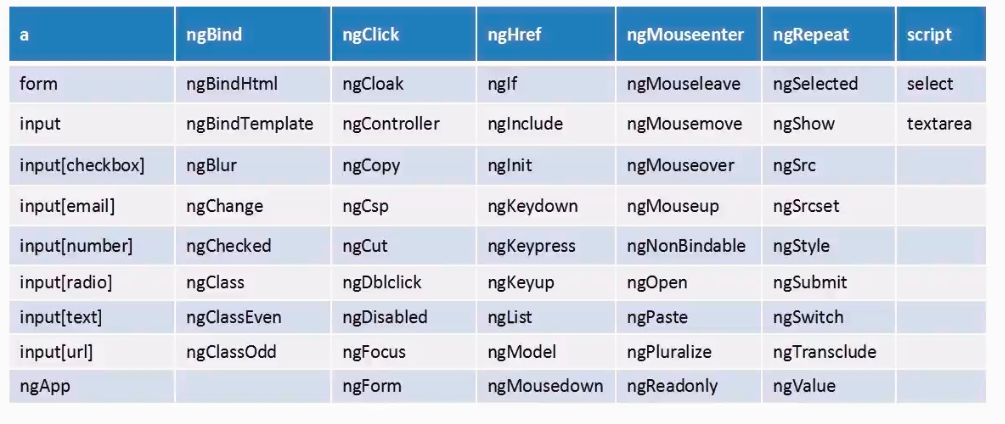 a ngBind ngClick ngHref ngMouseenter ngRepeat script
form ngBindHtml ngCloak ngIf ngMouseleave ngSelected select
input ngBindTemplate ngController ngInclude ngMousemove ngShow textarea
input[checkbox] ngBlur ngCopy ngInit ngMouseover ngSrc
input[email] ngChange ngCsp ngKeydown ngMouseup ngSrcset
input[number] ngChecked ngCut ngKeypress ngNonBindable ngStyle
input[radio] ngClass ngDblclick ngKeyup ngOpen ngSubmit
input[text] ngClassEven ngDisabled ngList ngPaste ngSwitch
input[url] ngClassOdd ngFocus ngModel ngPluralize ngTransclude
ngApp ngForm ngMousedown ngReadonly ngValue